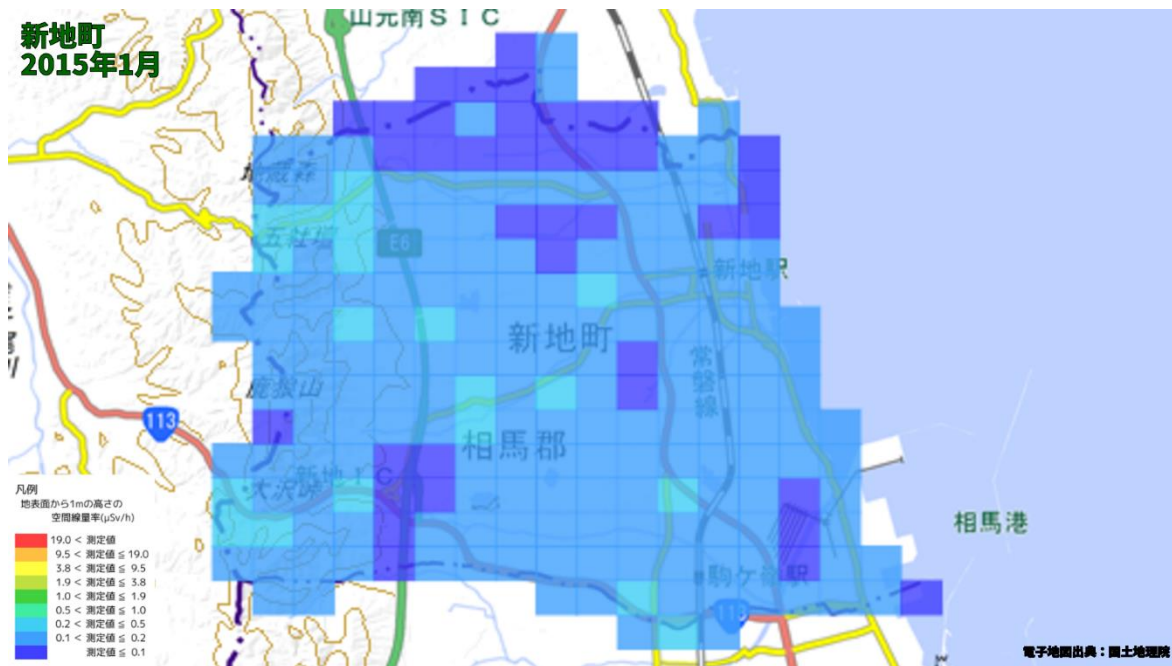 新地町
2015年1月
山元南ＳＩＣ
地蔵森
五社壇
E6
新地駅
新地町
常磐線
鹿狼山
113
相馬郡
新地ＩＣ
大沢峠
相馬港
駒ケ嶺駅
113
凡例
地表面から1mの高さの
空間線量率(μSv/h)
19.0 < 測定値
9.5 < 測定値 ≦ 19.0
3.8 < 測定値 ≦ 9.5
1.9 < 測定値 ≦ 3.8
1.0 < 測定値 ≦ 1.9
0.5 < 測定値 ≦ 1.0
0.2 < 測定値 ≦ 0.5
0.1 < 測定値 ≦ 0.2
測定値 ≦ 0.1
電子地図出典：国土地理院